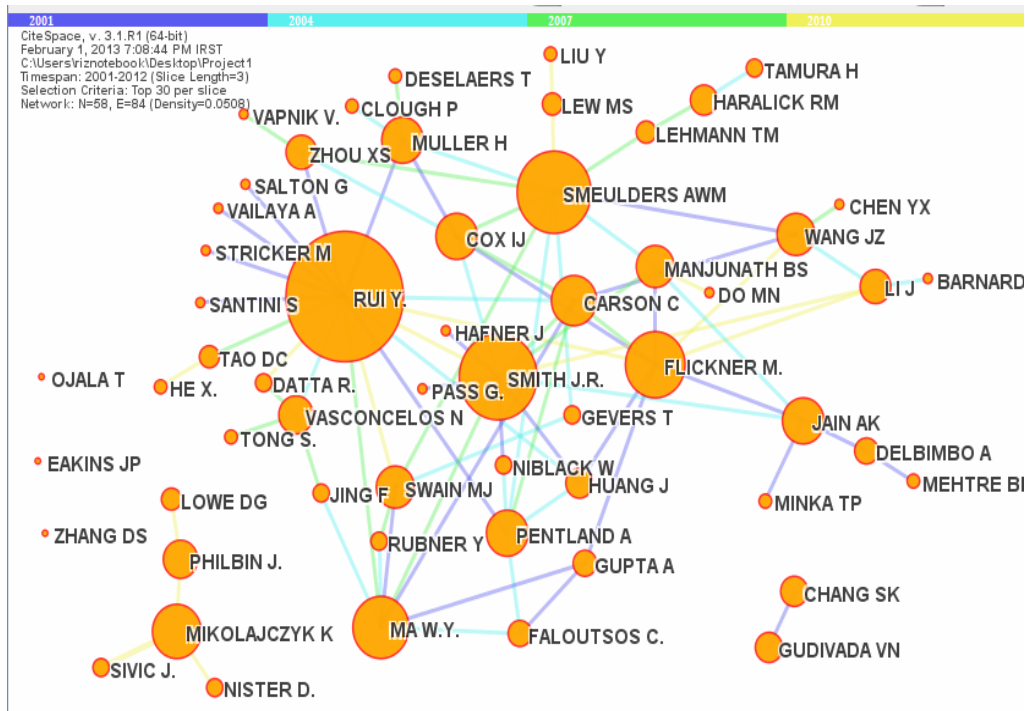 2001
2004
2007
2010
CiteSpace, v. 3.1.R1 (64-bit)
February 1, 2013 7:08:44 PM IRST
C:\Users\riznotebook\Desktop\Project1
Timespan: 2001-2012 (Slice Length=3)
Selection Criteria: Top 30 per slice
Network: N=58, E=84 (Density=0.0508)
LIU Y
TAMURA H
DESELAERS T
HARALICK RM
LEW MS
CLOUGH P
VAPNIK V.
LEHMANN TM
MULLER H
ZHOU XS
SALTON G
SMEULDERS AWM
CHEN YX
VAILAYA A
WANG JZ
COX IJ
STRICKER M
MANJUNATH BS
BARNARD
LI J
DO MN
RUI Y.
CARSON C
SANTINI S
HAFNER J
TAO DC
FLICKNER M.
OJALA T
SMITH J.R.
HE X.
DATTA R.
PASS G.
GEVERS T
VASCONCELOS N
JAIN AK
TONG S.
DELBIMBO A
EAKINS JP
NIBLACK W
MEHTRE B
HUANG J
SWAIN MJ
JING F
LOWE DG
MINKA TP
ZHANG DS
PENTLAND A
RUBNER Y
PHILBIN J.
GUPTA A
CHANG SK
MA W.Y.
MIKOLAJCZYK K
FALOUTSOS C.
GUDIVADA VN
SIVIC J.
NISTER D.